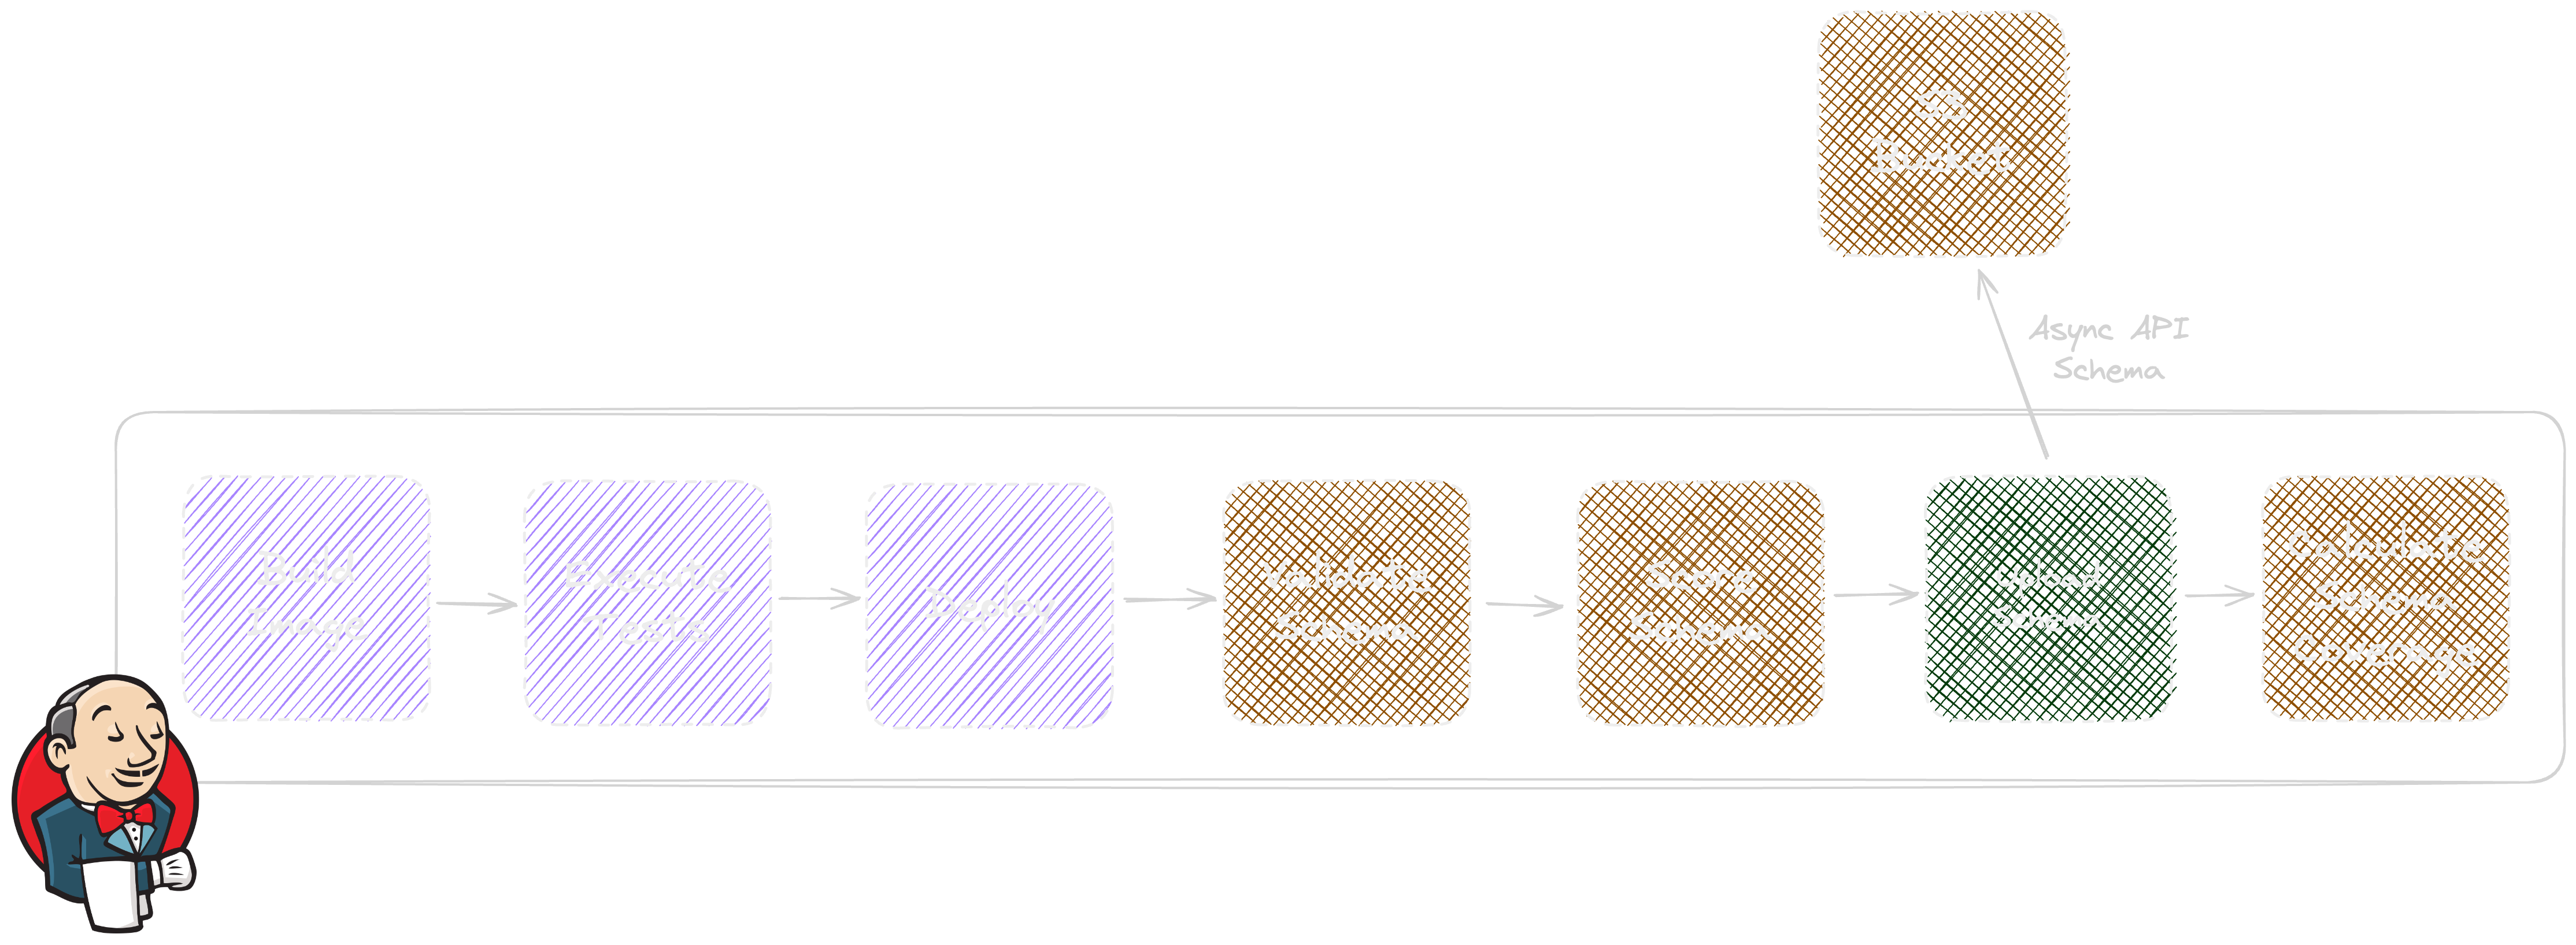 S3
Bucket
Async API
Schema
Build
Image
Execute
Tests
Deploy
Validate
Schema
Score
Schema
Upload
Schema
Calculate
Schema
Coverage